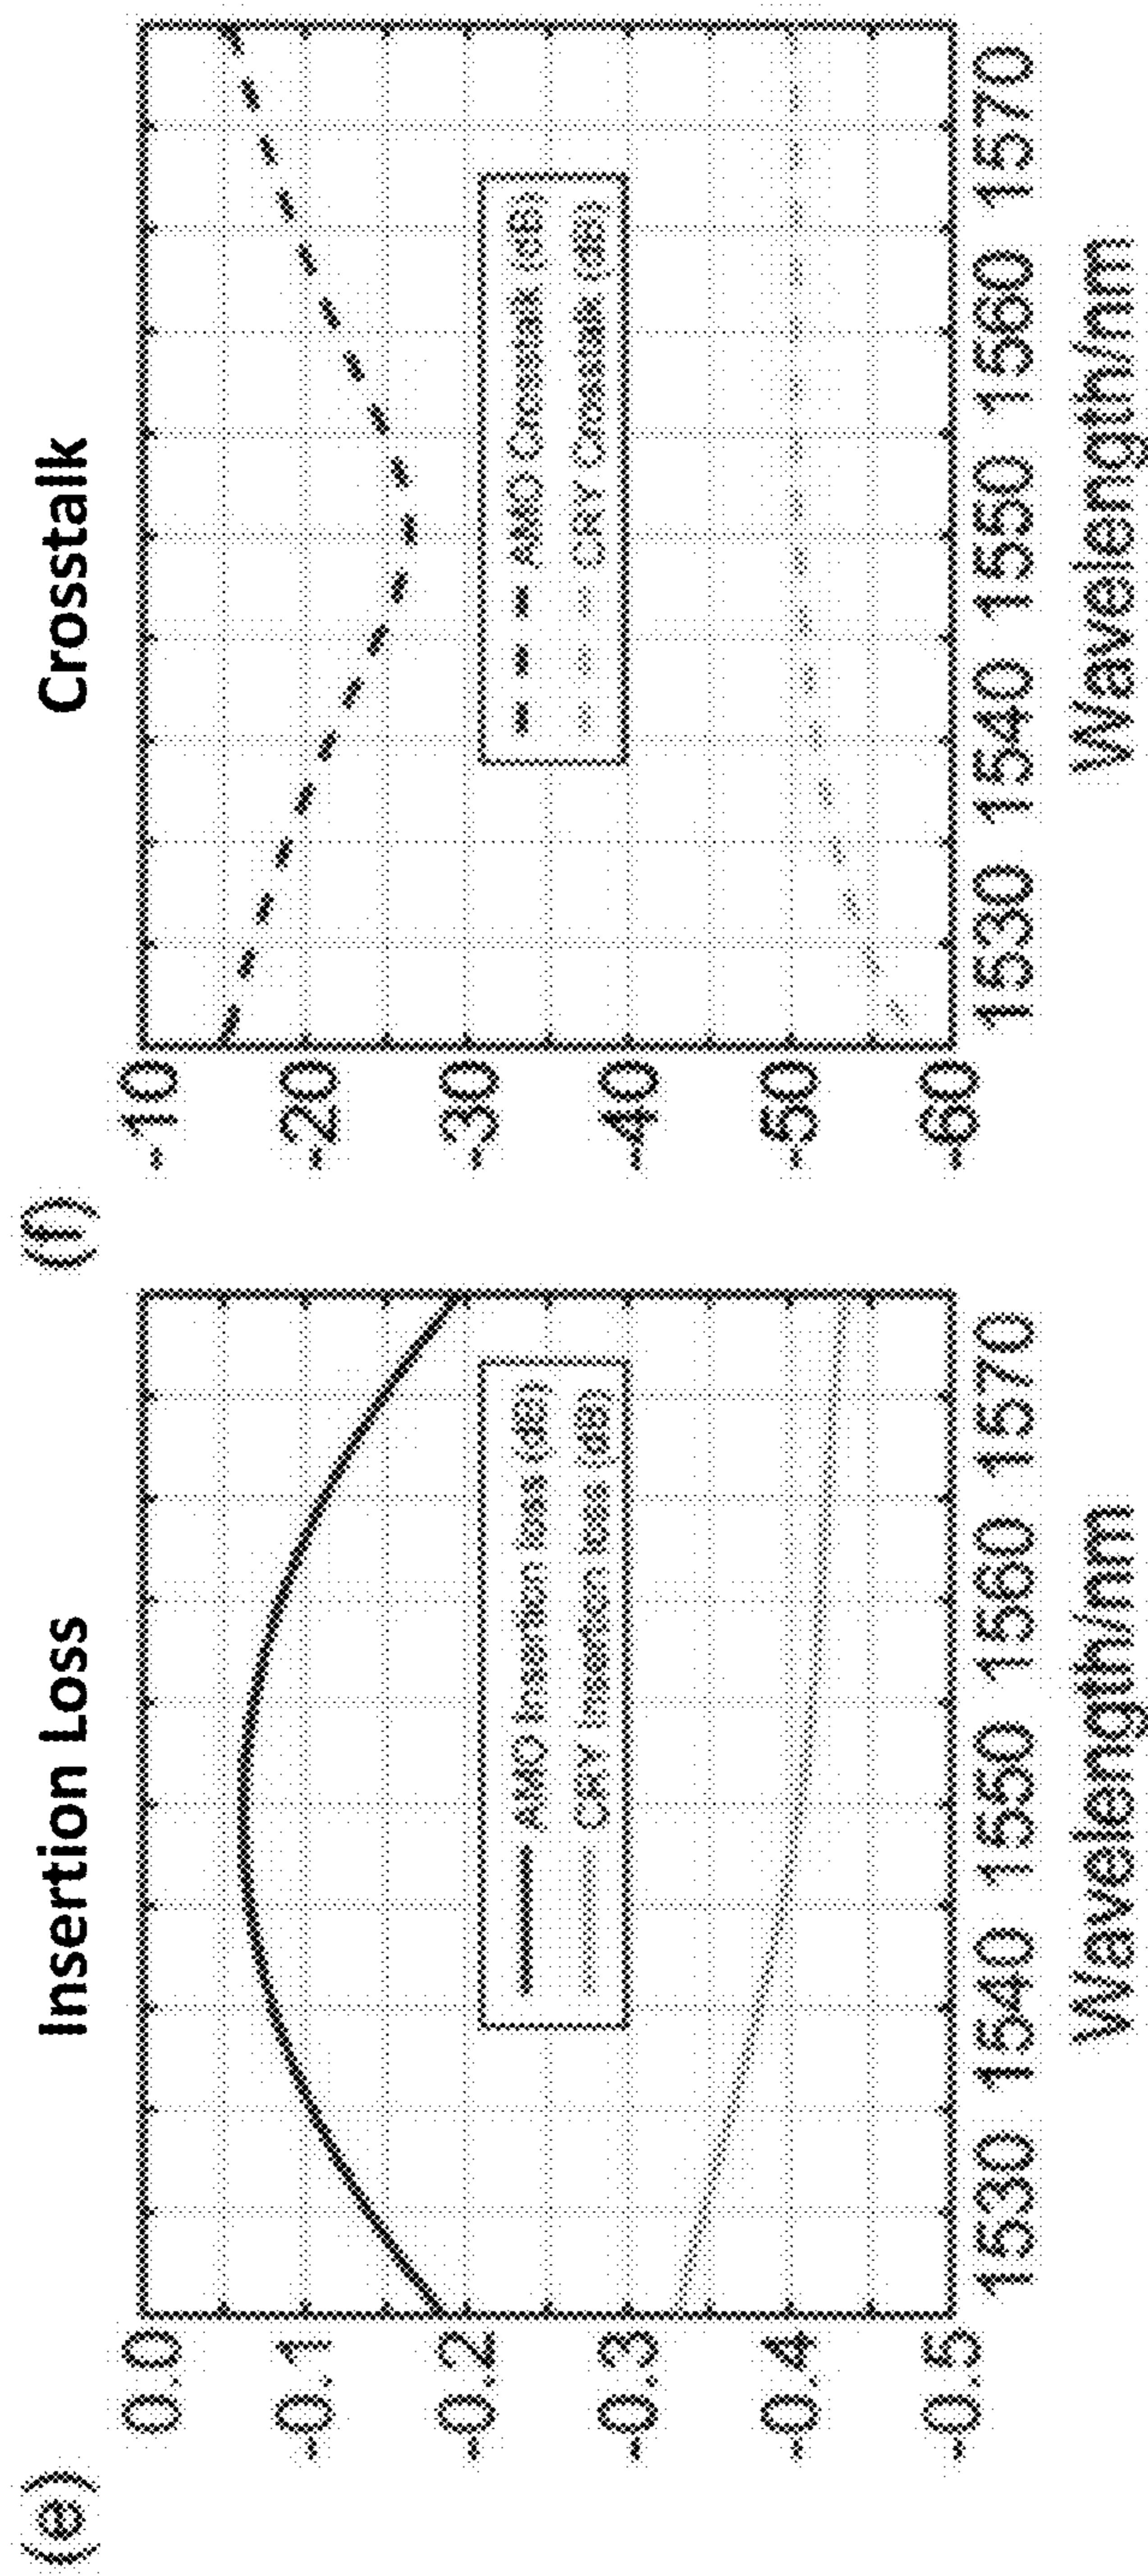 (e)
Insertion Loss
0.0
-0.1
-0.2
-0.3
-0.4
-0.5
AMO Insertion loss (dB)
CRY Insertion loss (dB)
1530 1540 1550 1560 1570
Wavelength/nm
(f)
Crosstalk
-10
-20
-30
-40
-50
-60
AMO Crosstalk (dB)
CRY Crosstalk (dB)
1530 1540 1550 1560 1570
Wavelength/nm